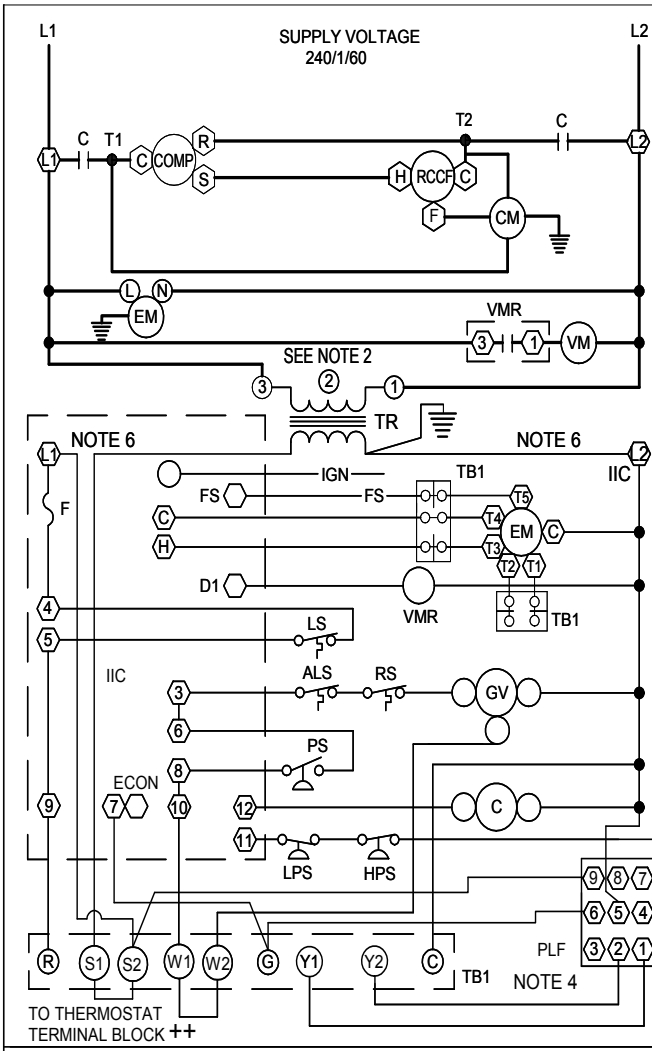 L1 SUPPLY VOLTAGE L2
240/1/60
C T1 T2 C
L1 C COMP R L2
S H RCCF C
F CM
L N
EM VMR
3 1 VM
SEE NOTE 2
3 2 1
TR
NOTE 6 NOTE 6
L1 L2
IGN TB1 IIC
F FS FS T5
C T4 EM C
H T3
T2 T1
D1
VMR TB1
4 LS
5
IIC ALS RS
3 GV
6
PS
8
ECON
9 7 10 12 C
11
LPS HPS
9 8 7
6 5 4
PLF 3 2 1
NOTE 4
R S1 S2 W1 W2 G Y1 Y2 C TB1
TO THERMOSTAT
TERMINAL BLOCK ++